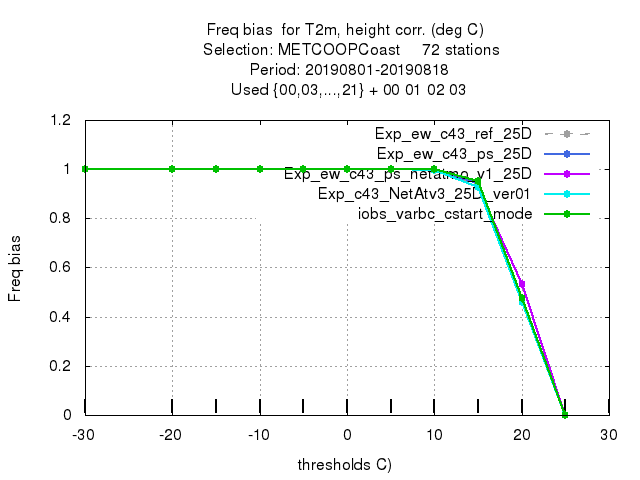 Freq bias  for T2m, height corr. (deg C)
Selection: METCOOPCoast     72 stations
Period: 20190801-20190818
Used {00,03,...,21} + 00 01 02 03
Exp_ew_c43_ref_25D
Exp_ew_c43_ps_25D
Exp_ew_c43_ps_netatmo_v1_25D
Exp_c43_NetAtv3_25D_ver01
iobs_varbc_cstart_mode
Freq bias
1.2
1
0.8
0.6
0.4
0.2
0
-30 -20 -10 0 10 20 30
thresholds C)